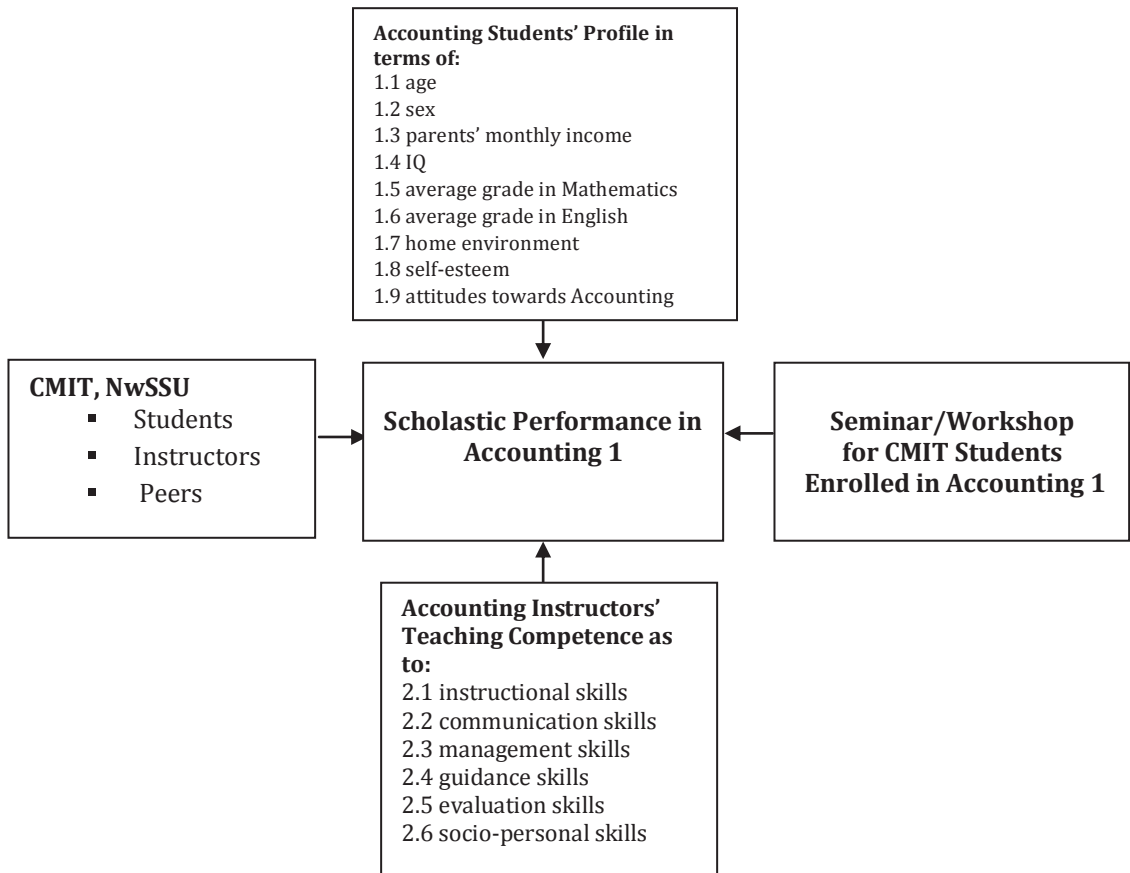 Accounting Students’ Profile in
terms of:
1.1 age
1.2 sex
1.3 parents’ monthly income
1.4 IQ
1.5 average grade in Mathematics
1.6 average grade in English
1.7 home environment
1.8 self-esteem
1.9 attitudes towards Accounting
CMIT, NwSSU
▪ Students
▪ Instructors
▪ Peers
Scholastic Performance in
Accounting 1
Seminar/Workshop
for CMIT Students
Enrolled in Accounting 1
Accounting Instructors’
Teaching Competence as
to:
2.1 instructional skills
2.2 communication skills
2.3 management skills
2.4 guidance skills
2.5 evaluation skills
2.6 socio-personal skills